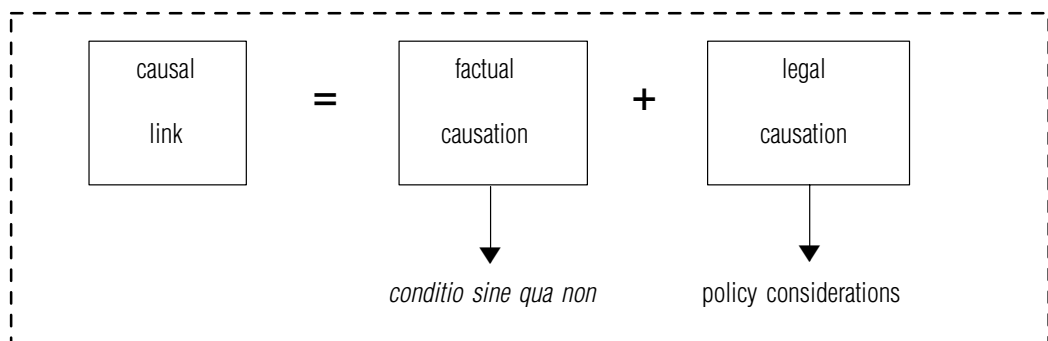 causal factual legal
link = causation + causation
conditio sine qua non policy considerations